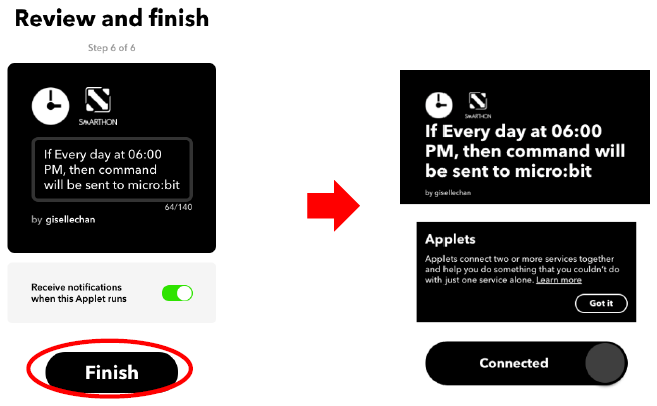 Review and finish
Step 6 of 6
SMARTHON
If Every day at 06:00
PM, then command
will be sent to micro:bit
64/140
by gisellechan
Receive notifications
when this Applet runs
Finish
SMARTHON
If Every day at 06:00
PM, then command will
be sent to micro:bit
by gisellechan
Applets
Applets connect two or more services together
and help you do something that you couldn't do
with just one service alone. Learn more
Got it
Connected